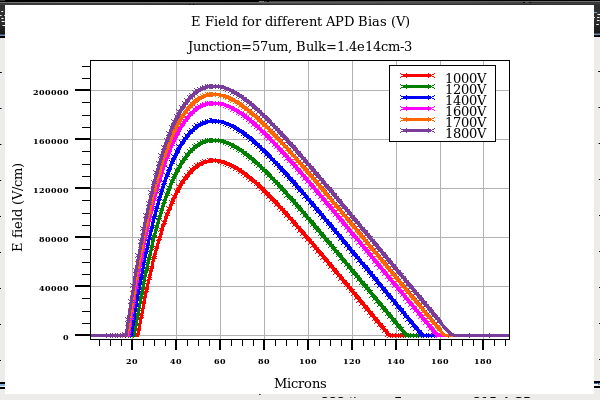 E Field for different APD Bias (V)
Junction=57um, Bulk=1.4e14cm-3
1000V
1200V
1400V
1600V
1700V
1800V
200000
160000
120000
80000
40000
0
E field (V/cm)
20 40 60 80 100 120 140 160 180
Microns